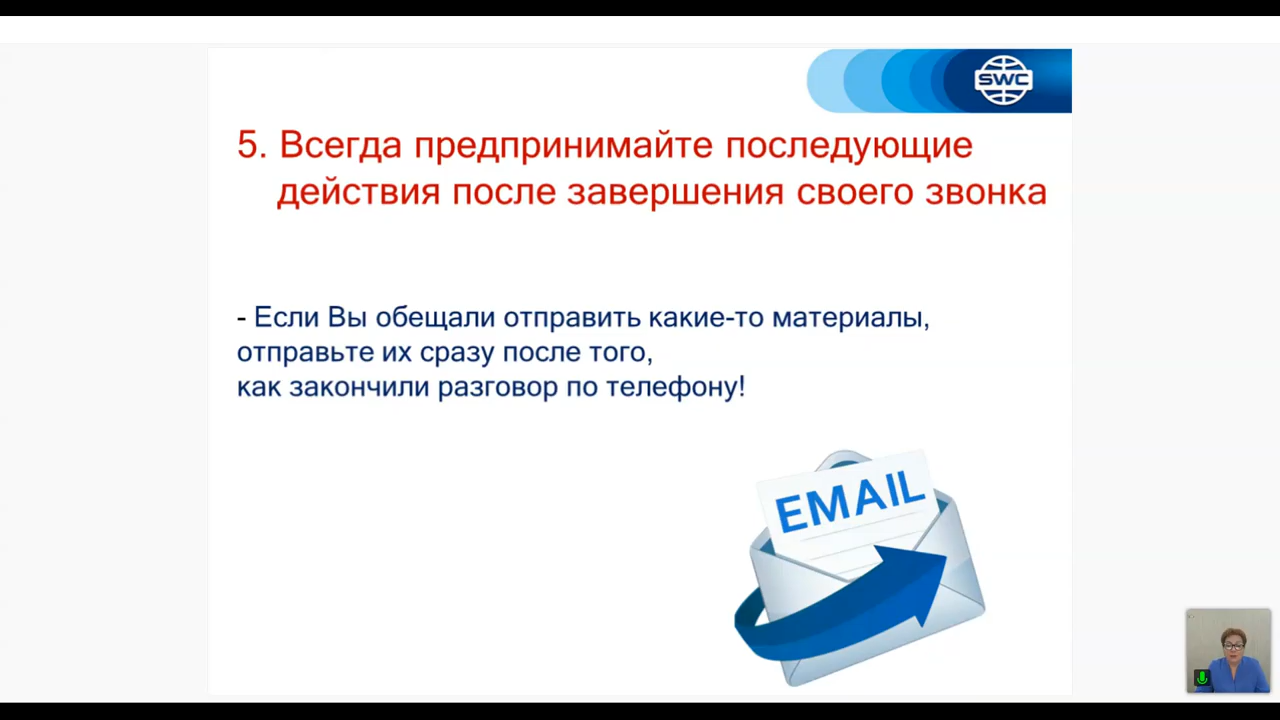 SWC
5. Всегда предпринимайте последующие
действия после завершения своего звонка
- Если Вы обещали отправить какие-то материалы,
отправьте их сразу после того,
как закончили разговор по телефону!
EMAIL